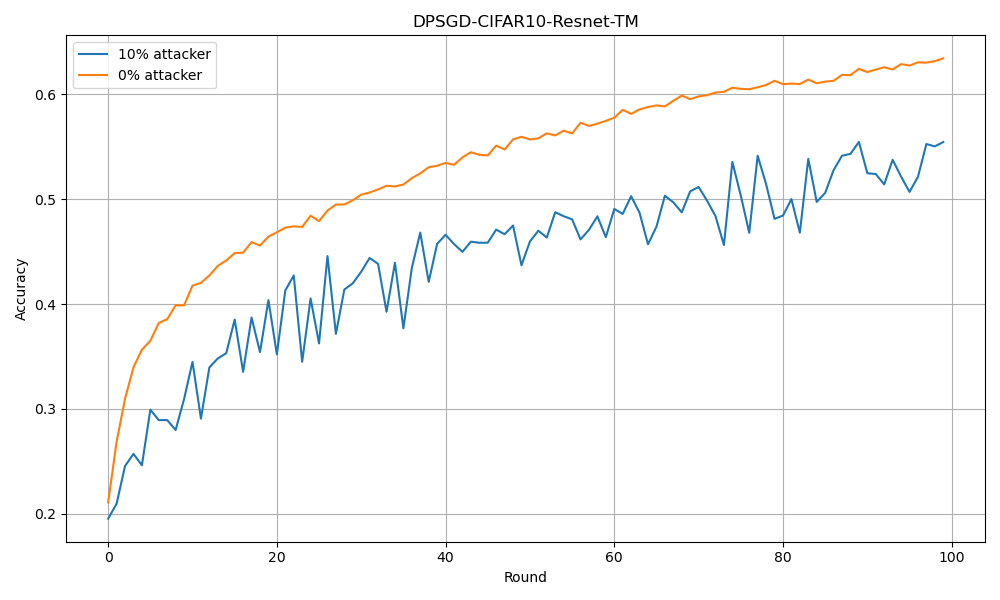 DPSGD-CIFAR10-Resnet-TM
10% attacker
0% attacker
0.6
0.5
0.4
0.3
0.2
Accuracy
0 20 40 60 80 100
Round